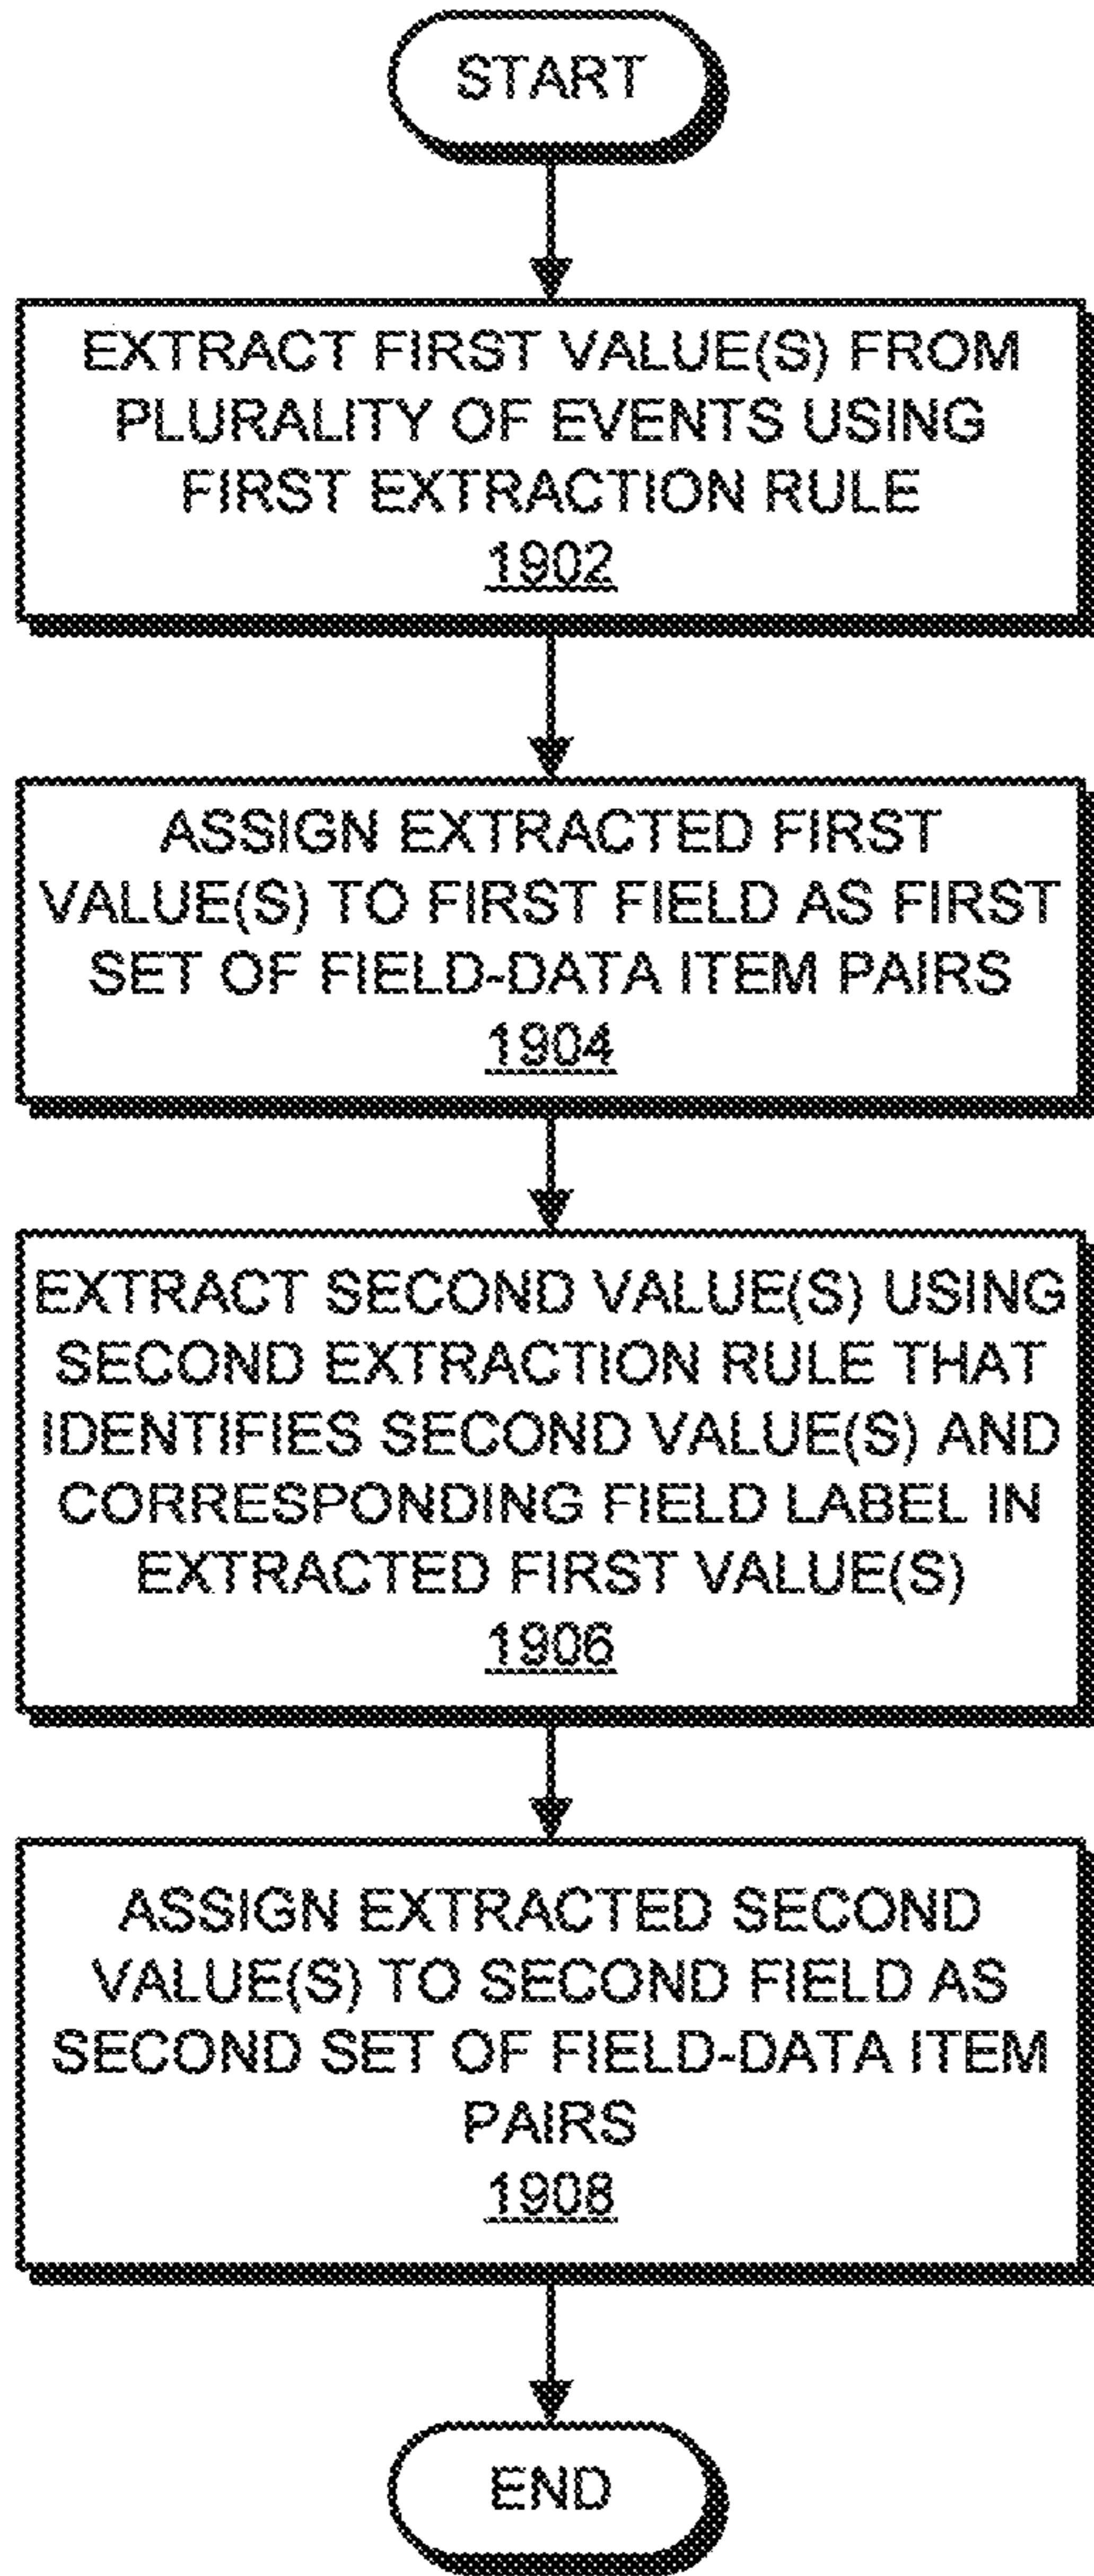 START
EXTRACT FIRST VALUE(S) FROM
PLURALITY OF EVENTS USING
FIRST EXTRACTION RULE
1902
ASSIGN EXTRACTED FIRST
VALUE(S) TO FIRST FIELD AS FIRST
SET OF FIELD-DATA ITEM PAIRS
1904
EXTRACT SECOND VALUE(S) USING
SECOND EXTRACTION RULE THAT
IDENTIFIES SECOND VALUE(S) AND
CORRESPONDING FIELD LABEL IN
EXTRACTED FIRST VALUE(S)
1906
ASSIGN EXTRACTED SECOND
VALUE(S) TO SECOND FIELD AS
SECOND SET OF FIELD-DATA ITEM
PAIRS
1908
END